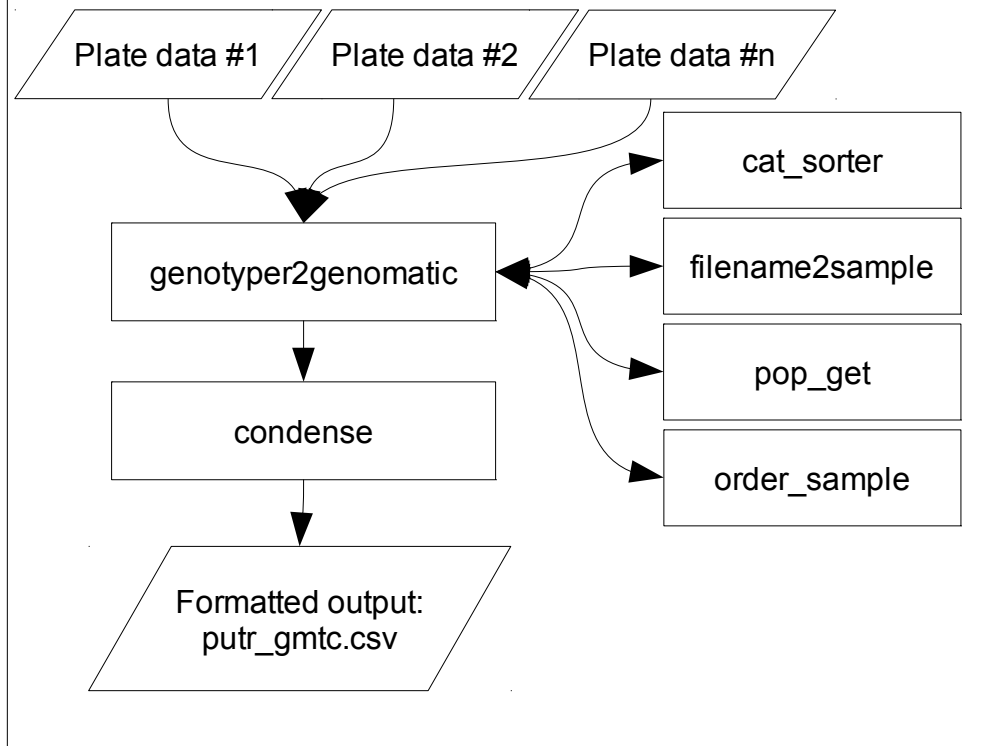 Plate data #1
Plate data #2
Plate data #n
cat_sorter
genotyper2genomatic
filename2sample
pop_get
condense
order_sample
Formatted output:
putr_gmtc.csv